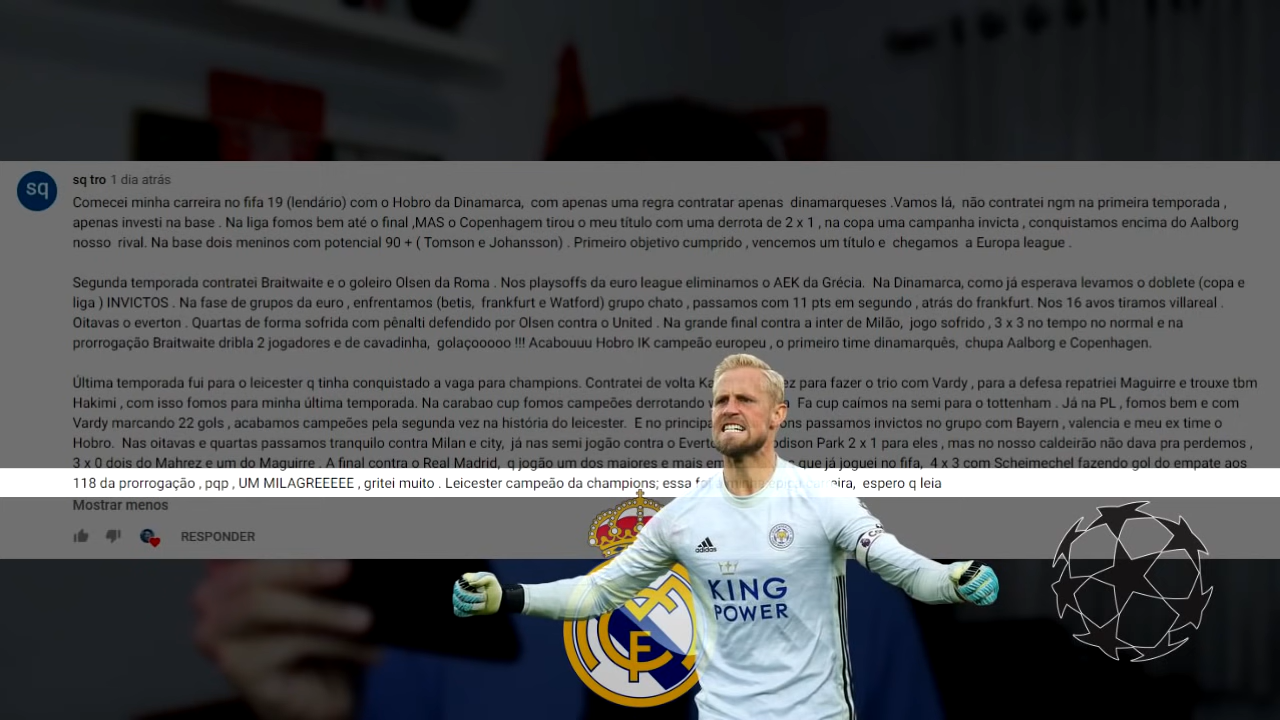 sq
sq tro 1 dia atrás
Comecei minha carreira no fifa 19 (lendário) com o Hobro da Dinamarca, com apenas uma regra contratar apenas dinamarqueses .Vamos lá, não contratei ngm na primeira temporada ,
apenas investi na base . Na liga fomos bem até o final ,MAS o Copenhagem tirou o meu título com uma derrota de 2 x 1 , na copa uma campanha invicta , conquistamos encima do Aalborg
nosso rival. Na base dois meninos com potencial 90 + ( Tomson e Johansson) . Primeiro objetivo cumprido , vencemos um título e chegamos a Europa league .
Segunda temporada contratei Braitwaite e o goleiro Olsen da Roma . Nos playsoffs da euro league eliminamos o AEK da Grécia. Na Dinamarca, como já esperava levamos o doblete (copa e
liga ) INVICTOS . Na fase de grupos da euro , enfrentamos (betis, frankfurt e Watford) grupo chato , passamos com 11 pts em segundo , atrás do frankfurt. Nos 16 avos tiramos villareal .
Oitavas o everton . Quartas de forma sofrida com pênalti defendido por Olsen contra o United . Na grande final contra a inter de Milão, jogo sofrido , 3 x 3 no tempo no normal e na
prorrogação Braitwaite dribla 2 jogadores e de cavadinha, golaçooooo !!! Acabouuu Hobro IK campeão europeu , o primeiro time dinamarquês, chupa Aalborg e Copenhagen.
Última temporada fui para o leicester q tinha conquistado a vaga para champions. Contratei de volta Ka ez para fazer o trio com Vardy , para a defesa repatriei Maguirre e trouxe tbm
Hakimi , com isso fomos para minha última temporada. Na carabao cup fomos campeões derrotando a Fa cup caímos na semi para o tottenham . Já na PL , fomos bem e com
Vardy marcando 22 gols , acabamos campeões pela segunda vez na história do leicester. E no principa ns passamos invictos no grupo com Bayern , valencia e meu ex time o
Hobro. Nas oitavas e quartas passamos tranquilo contra Milan e city, já nas semi jogão contra o Evert odison Park 2 x 1 para eles , mas no nosso caldeirão não dava pra perdemos ,
3 x 0 dois do Mahrez e um do Maguirre . A final contra o Real Madrid, q jogão um dos maiores e mais em que já joguei no fifa, 4 x 3 com Scheimechel fazendo gol do empate aos
118 da prorrogação , pqp , UM MILAGREEEEE , gritei muito . Leicester campeão da champions; essa foi a minha épica carreira, espero q leia
Mostrar menos
RESPONDER
adidas
KING
POWER